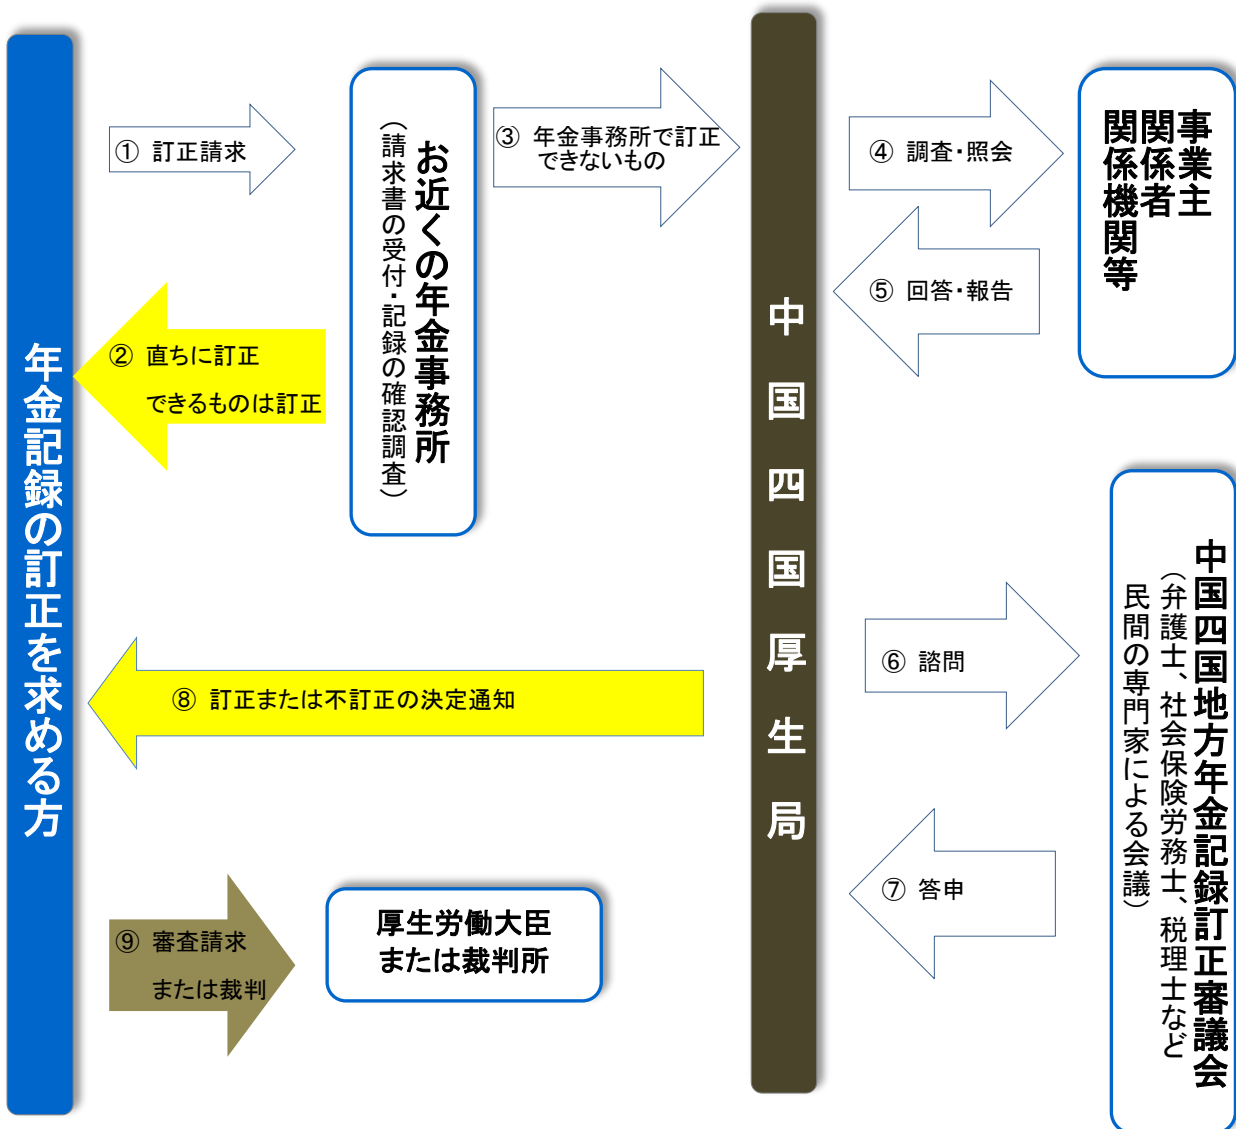 年金記録の訂正を求める方
① 訂正請求
② 直ちに訂正
できるものは訂正
お近くの年金事務所
（請求書の受付・記録の確認調査）
③ 年金事務所で訂正
できないもの
中国四国厚生局
④ 調査・照会
⑤ 回答・報告
事業主
関係者
関係機関等
⑥ 諮問
⑦ 答申
中国四国地方年金記録訂正審議会
（弁護士、社会保険労務士、税理士など
民間の専門家による会議）
⑧ 訂正または不訂正の決定通知
⑨ 審査請求
または裁判
厚生労働大臣
または裁判所